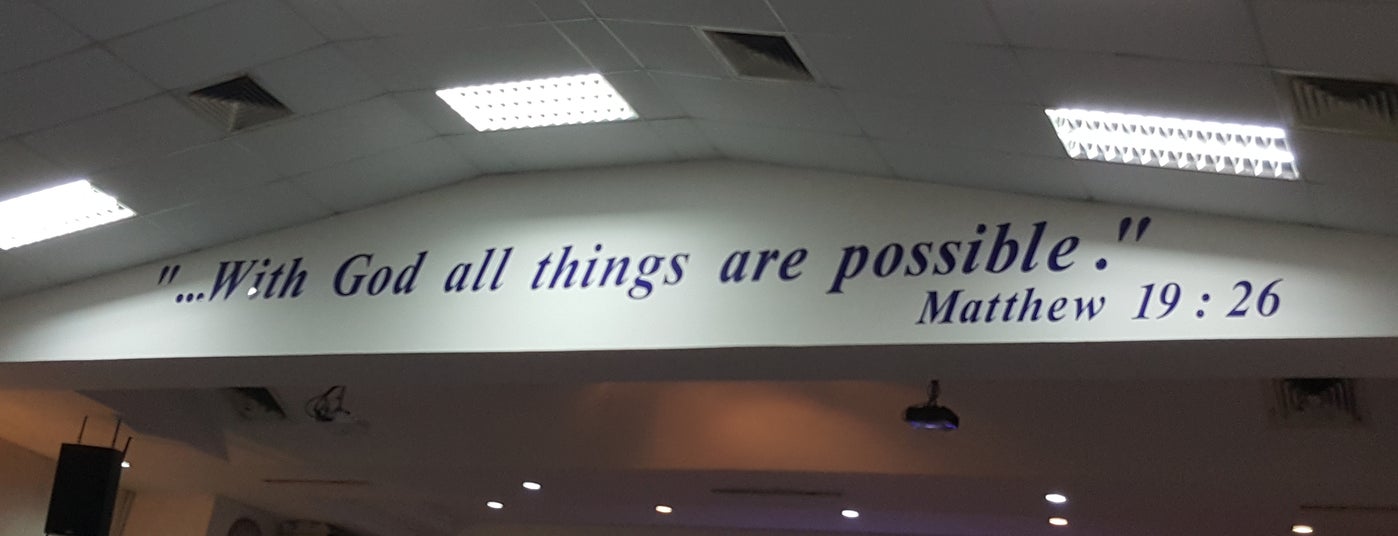 "...With God all things are possible."
Matthew 19 : 26